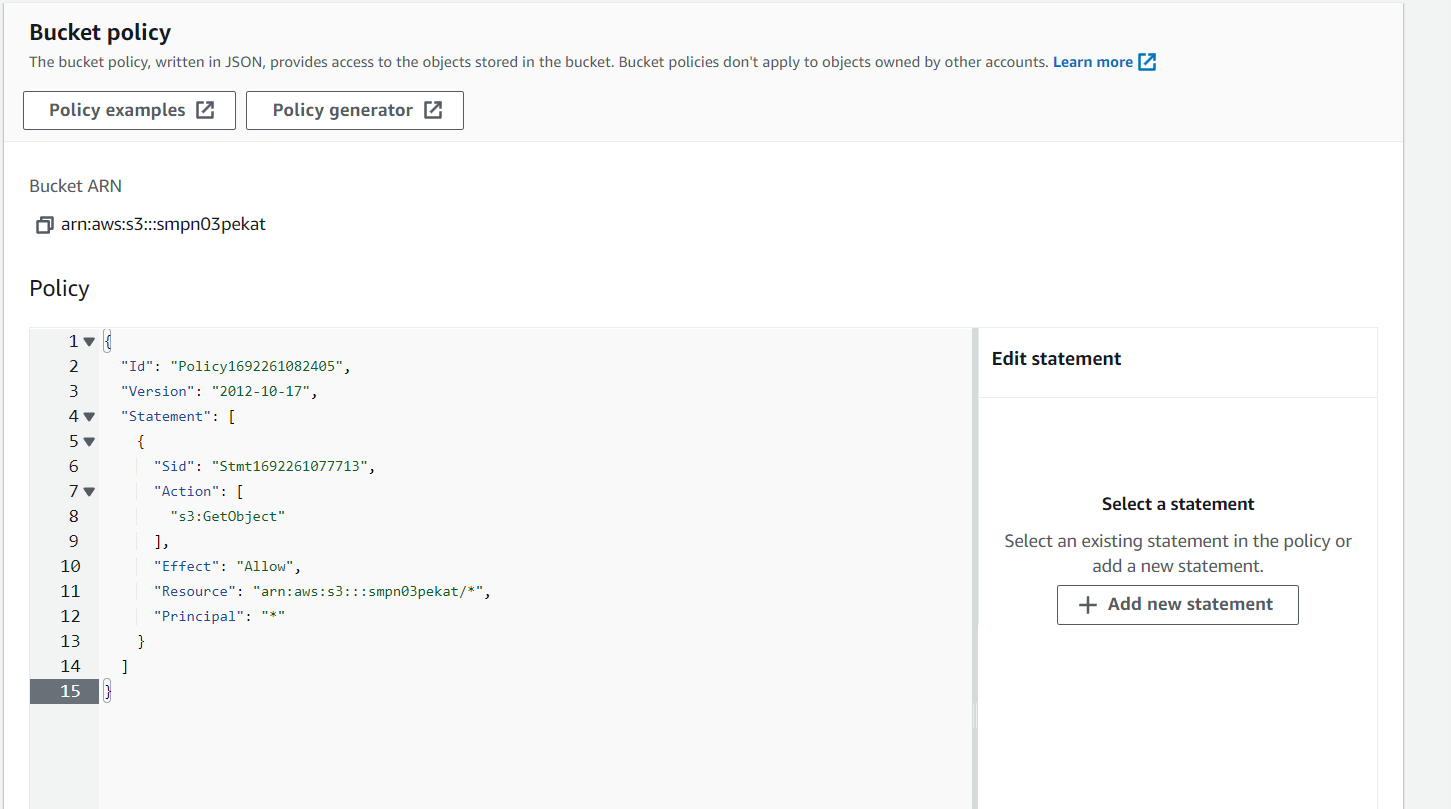 Bucket policy
The bucket policy, written in JSON, provides access to the objects stored in the bucket. Bucket policies don't apply to objects owned by other accounts. Learn more
Policy examples
Policy generator
Bucket ARN
arn:aws:s3:::smpn03pekat
Policy
1 {
2 "Id": "Policy1692261082405",
3 "Version": "2012-10-17",
4 "Statement": [
5 {
6 "Sid": "Stmt1692261077713",
7 "Action": [
8 "s3:GetObject"
9 ],
10 "Effect": "Allow",
11 "Resource": "arn:aws:s3:::smpn03pekat/*",
12 "Principal": "*"
13 }
14 ]
15 }
Edit statement
Select a statement
Select an existing statement in the policy or
add a new statement.
+ Add new statement